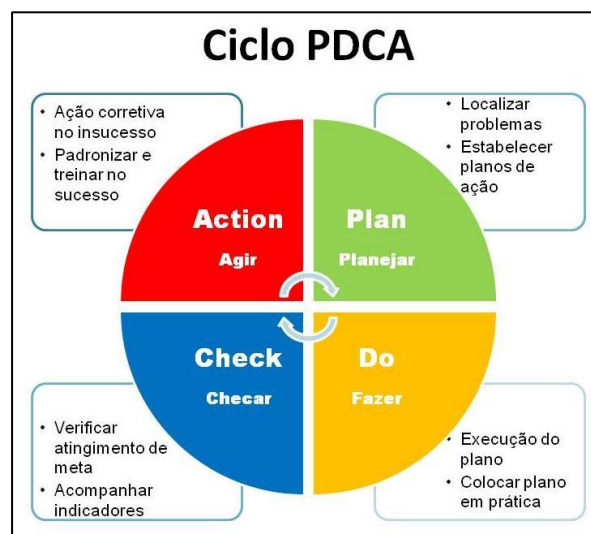 Ciclo PDCA
• Ação corretiva
no insucesso
• Padronizar e
treinar no
sucesso
• Localizar
problemas
• Estabelecer
planos de
ação
Action
Agir
Plan
Planejar
Check
Checar
Do
Fazer
• Verificar
atingimento de
meta
• Acompanhar
indicadores
• Execução do
plano
• Colocar plano
em prática